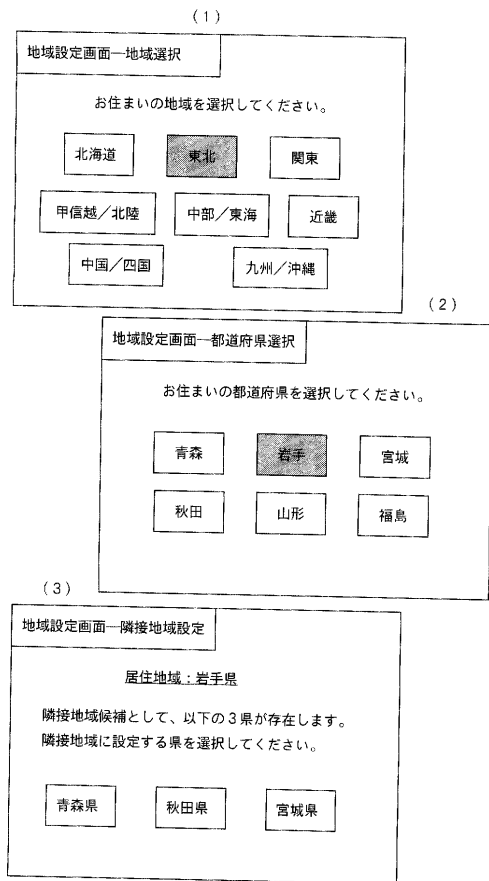 (1)
地域設定画面―地域選択
お住まいの地域を選択してください。
北海道 東北 関東
甲信越／北陸 中部／東海 近畿
中国／四国 九州／沖縄
(2)
地域設定画面―都道府県選択
お住まいの都道府県を選択してください。
青森 岩手 宮城
秋田 山形 福島
(3)
地域設定画面―隣接地域設定
居住地域：岩手県
隣接地域候補として、以下の３県が存在します。
隣接地域に設定する県を選択してください。
青森県 秋田県 宮城県